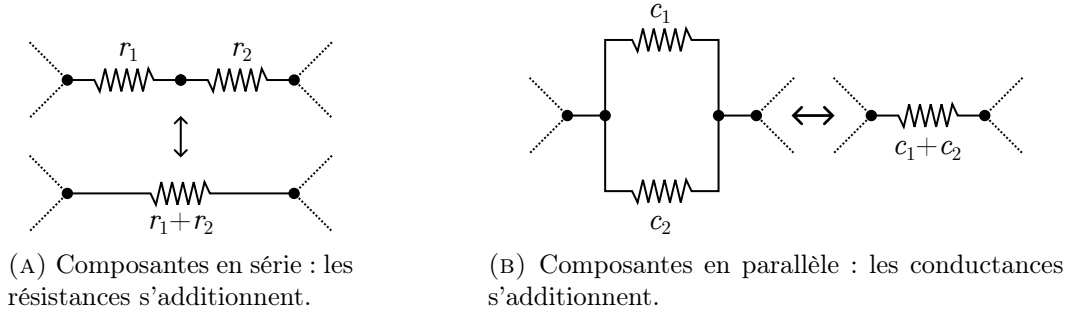 r₁ r₂
r₁+r₂
(A) Composantes en série : les
résistances s'additionnent.
c₁
c₁+c₂
c₂
(B) Composantes en parallèle : les conductances
s'additionnent.